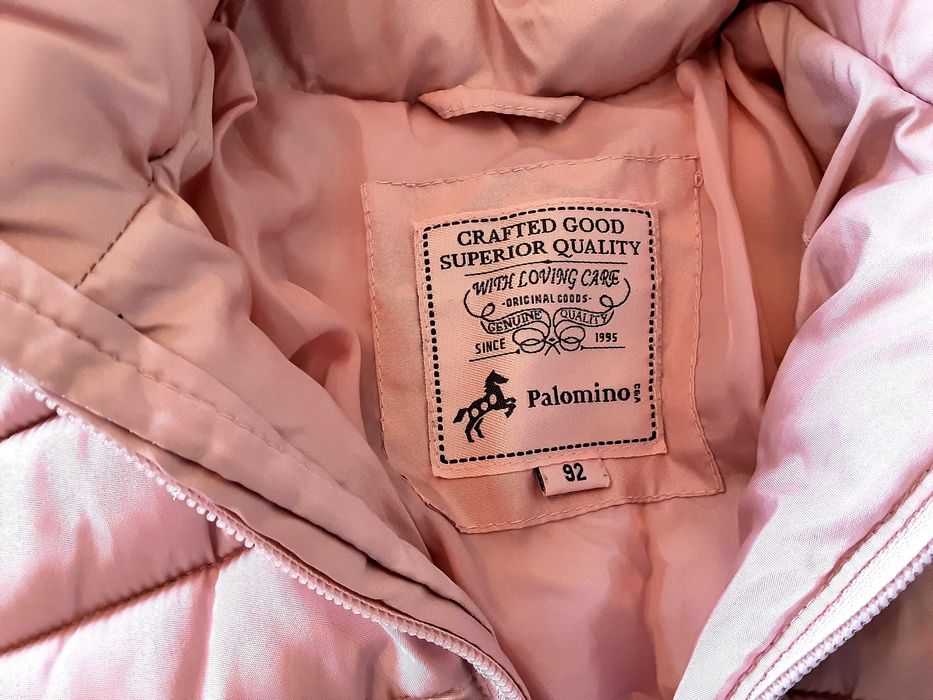 CRAFTED GOOD
SUPERIOR QUALITY
WITH LOVING CARE
-ORIGINAL GOODS-
GENUINE QUALITY
SINCE 1995
Palomino C&A
92